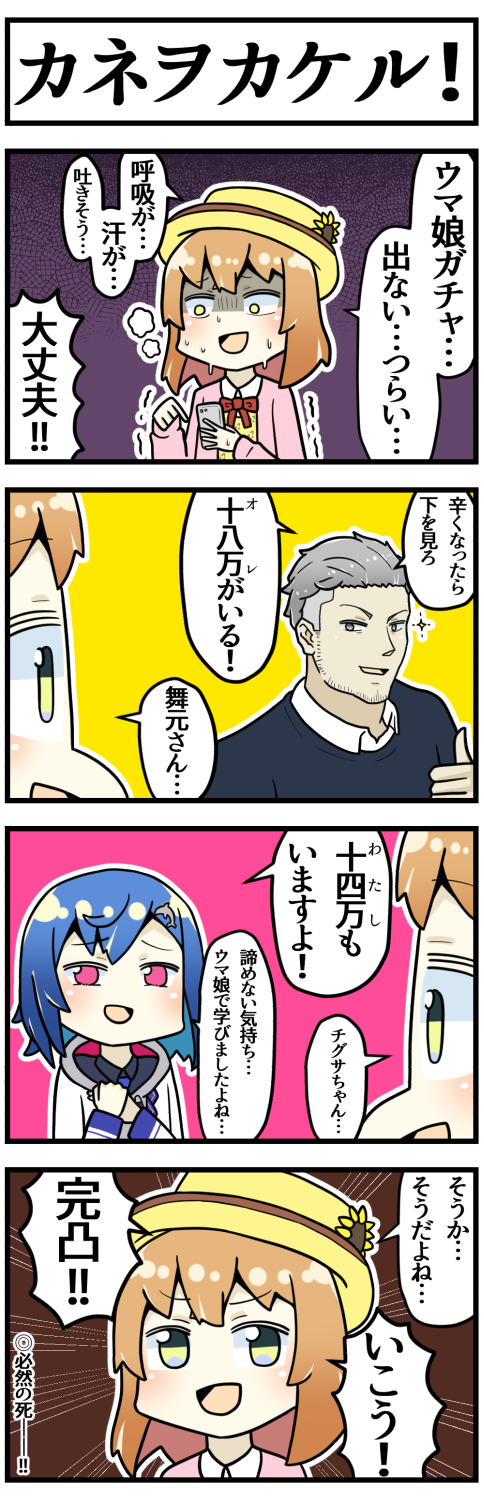 カネヲカケル!
ウマ娘ガチャ…
出ない…つらい…
呼吸が…
汗が…
吐きそう…
大丈夫!!
辛くなったら
下を見ろ
十八万がいる!
オレ
舞元さん…
十四万も
わたし
いますよ!
チグサちゃん…
諦めない気持ち…
ウマ娘で学びましたよね…
そうか…
そうだよね…
いこう!
完凸!!
◎必然の死――!!